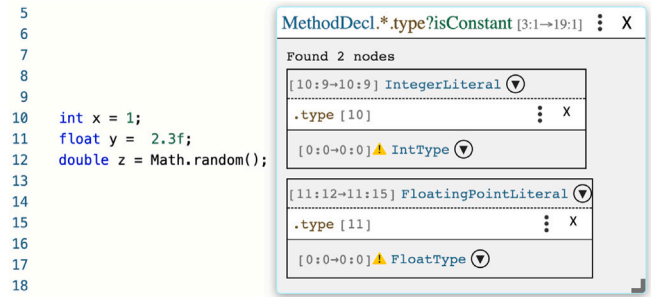 5
6
7
8
9
10 int x = 1;
11 float y =  2.3f;
12 double z = Math.random();
13
14
15
16
17
18
MethodDecl.*.type?isConstant [3:1→19:1] ⋮ X
Found 2 nodes
[10:9→10:9] IntegerLiteral ▼
.type [10] ⋮ X
[0:0→0:0]⚠ IntType ▼
[11:12→11:15] FloatingPointLiteral ▼
.type [11] ⋮ X
[0:0→0:0]⚠ FloatType ▼